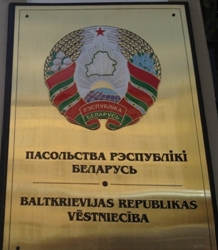 РЭСПУБЛІКА
БЕЛАРУСЬ
ПАСОЛЬСТВА РЭСПУБЛІКІ
БЕЛАРУСЬ
BALTKRIEVIJAS REPUBLIKAS
VĒSTNIECĪBA